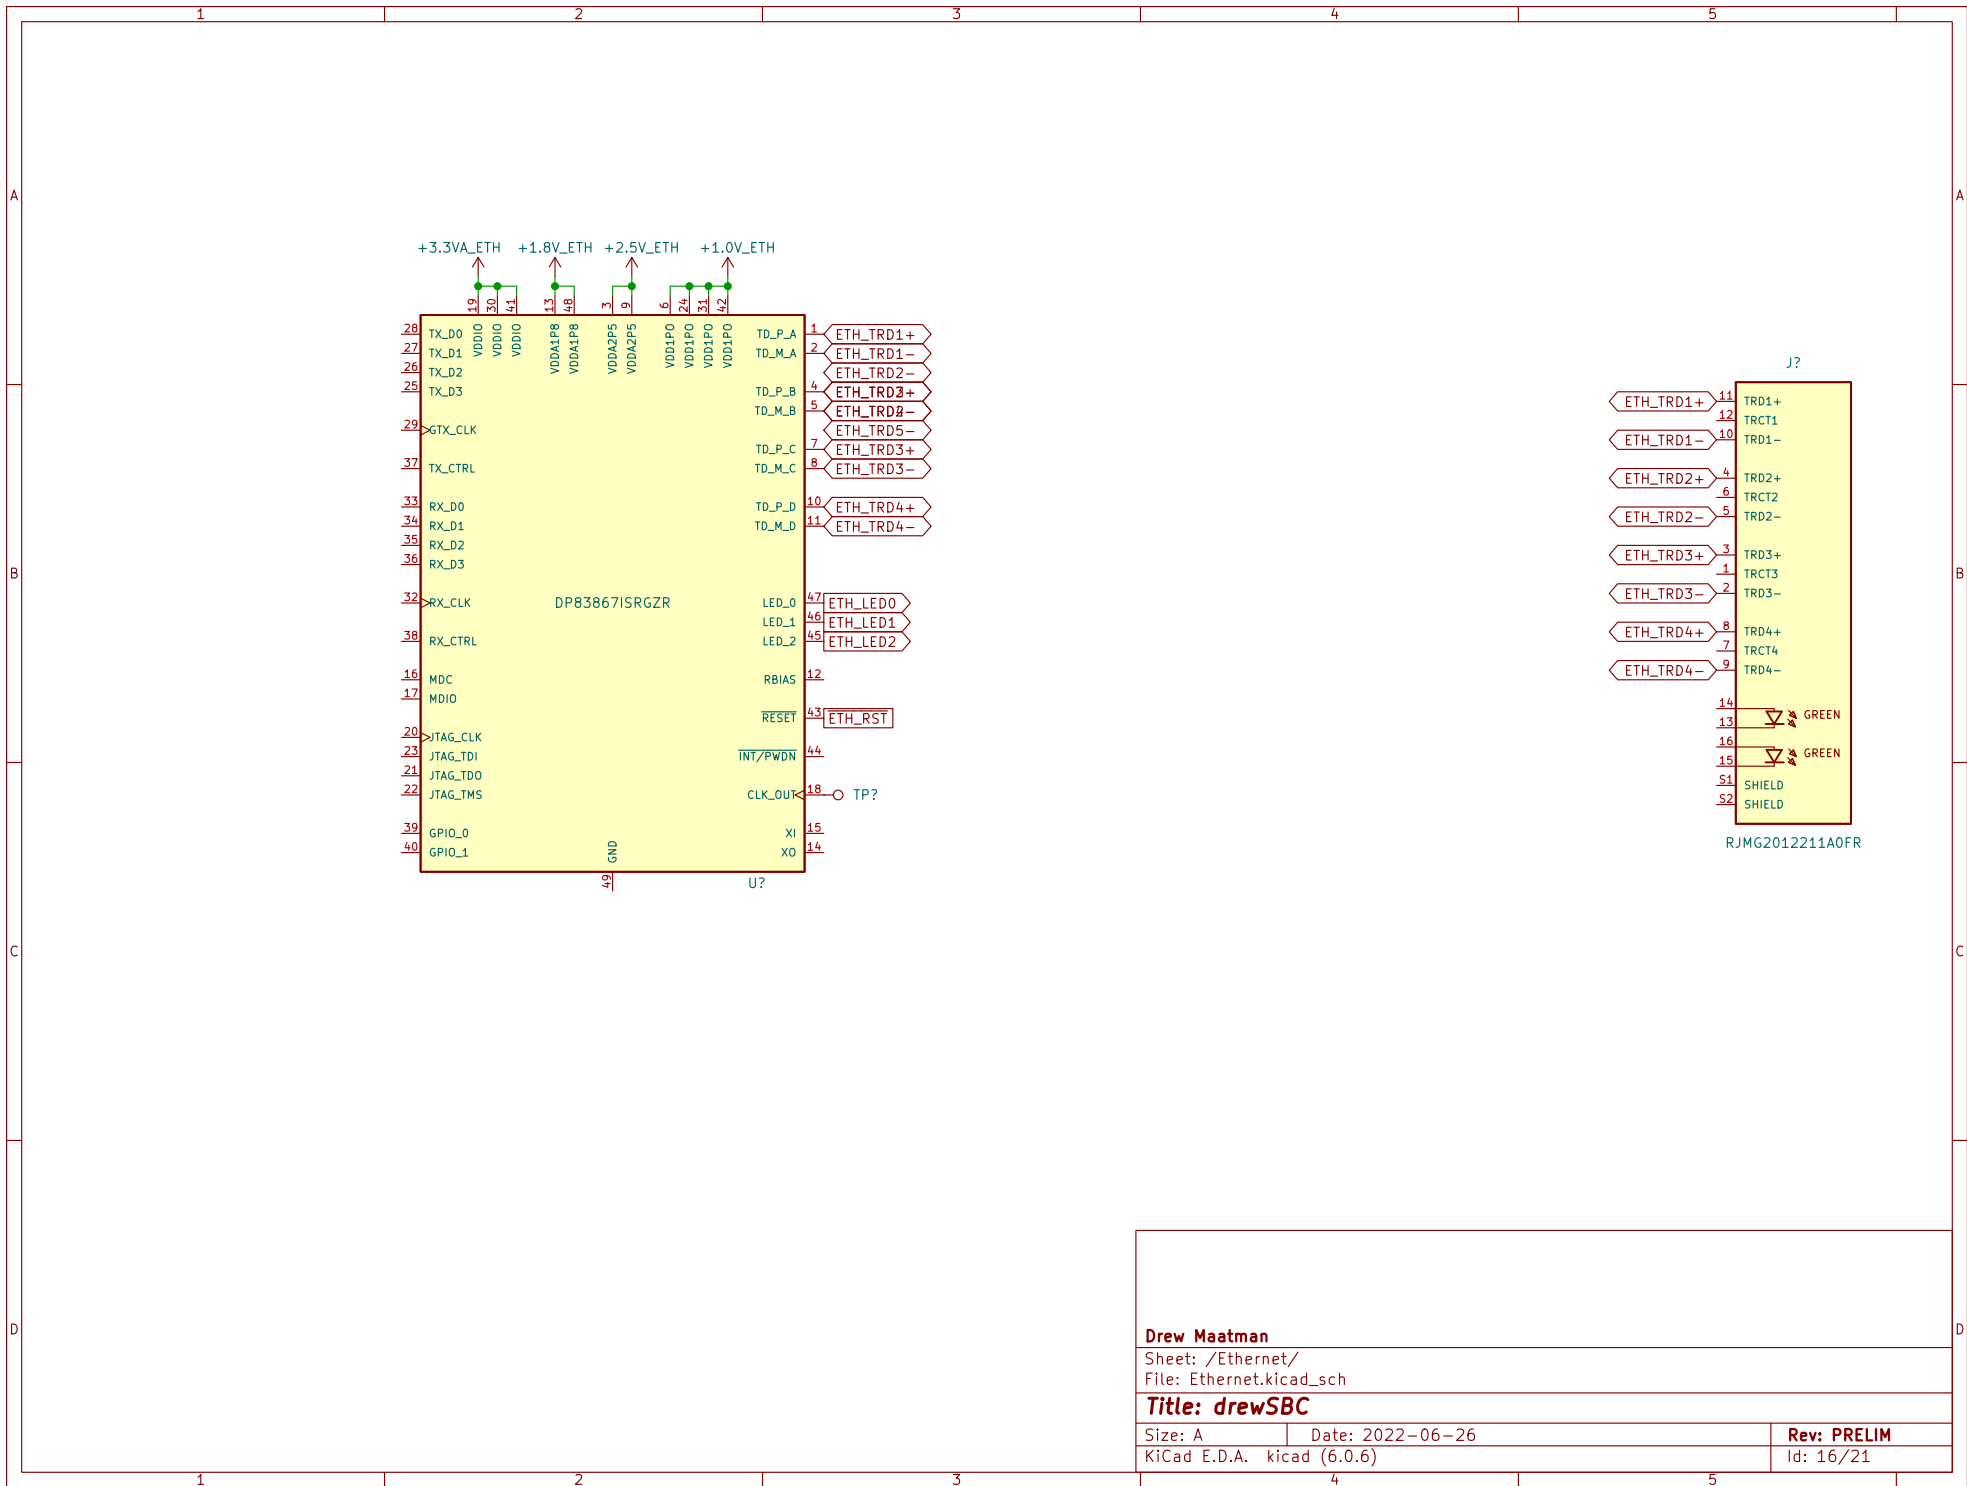 1 2 3 4 5
A A
B B
C C
D D
+3.3VA_ETH +1.8V_ETH +2.5V_ETH +1.0V_ETH
19 30 41 13 48 3 9 6 24 31 42
VDDIO VDDIO VDDIO VDDA1P8 VDDA1P8 VDDA2P5 VDDA2P5 VDD1P0 VDD1P0 VDD1P0 VDD1P0
28 TX_D0
27 TX_D1
26 TX_D2
25 TX_D3
29 GTX_CLK
37 TX_CTRL
33 RX_D0
34 RX_D1
35 RX_D2
36 RX_D3
32 RX_CLK
38 RX_CTRL
16 MDC
17 MDIO
20 JTAG_CLK
23 JTAG_TDI
21 JTAG_TDO
22 JTAG_TMS
39 GPIO_0
40 GPIO_1
DP83867ISRGZR
GND
49
U?
TD_P_A 1 ETH_TRD1+
TD_M_A 2 ETH_TRD1-
ETH_TRD2-
TD_P_B 4
TD_M_B 5
ETH_TRD5-
TD_P_C 7 ETH_TRD3+
TD_M_C 8 ETH_TRD3-
TD_P_D 10 ETH_TRD4+
TD_M_D 11 ETH_TRD4-
LED_0 47 ETH_LED0
LED_1 46 ETH_LED1
LED_2 45 ETH_LED2
RBIAS 12
RESET 43 ETH_RST
INT/PWDN 44
CLK_OUT 18 TP?
XI 15
XO 14
J?
ETH_TRD1+ 11 TRD1+
12 TRCT1
ETH_TRD1- 10 TRD1-
ETH_TRD2+ 4 TRD2+
6 TRCT2
ETH_TRD2- 5 TRD2-
ETH_TRD3+ 3 TRD3+
1 TRCT3
ETH_TRD3- 2 TRD3-
ETH_TRD4+ 8 TRD4+
7 TRCT4
ETH_TRD4- 9 TRD4-
14 GREEN
13
16 GREEN
15
S1 SHIELD
S2 SHIELD
RJMG2012211A0FR
Drew Maatman
Sheet: /Ethernet/
File: Ethernet.kicad_sch
Title: drewSBC
Size: A Date: 2022-06-26 Rev: PRELIM
KiCad E.D.A. kicad (6.0.6) Id: 16/21
1 2 3 4 5